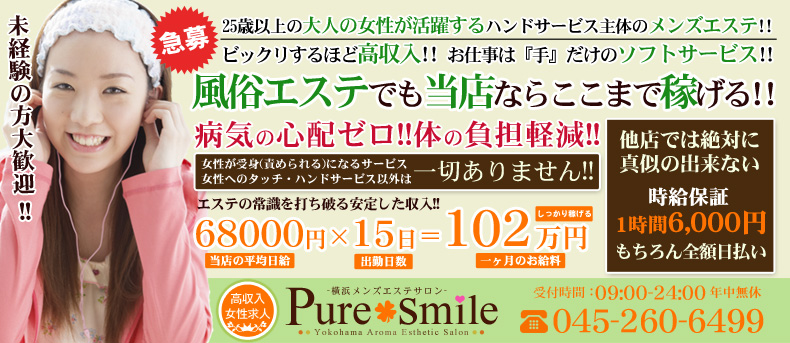 未経験の方大歓迎!!
急募
25歳以上の大人の女性が活躍するハンドサービス主体のメンズエステ!!
ビックリするほど高収入!! お仕事は『手』だけのソフトサービス!!
風俗エステでも当店ならここまで稼げる!!
病気の心配ゼロ!!体の負担軽減!!
女性が受身(責められる)になるサービス
女性へのタッチ・ハンドサービス以外は
一切ありません!!
他店では絶対に
真似の出来ない
時給保証
1時間6,000円
もちろん全額日払い
エステの常識を打ち破る安定した収入!!
しっかり稼げる
68000円×15日=102万円
当店の平均日給
出勤日数
一ヶ月のお給料
高収入
女性求人
-横浜メンズエステサロン-
Pure Smile
Yokohama Aroma Esthetic Salon
受付時間:09:00-24:00 年中無休
045-260-6499